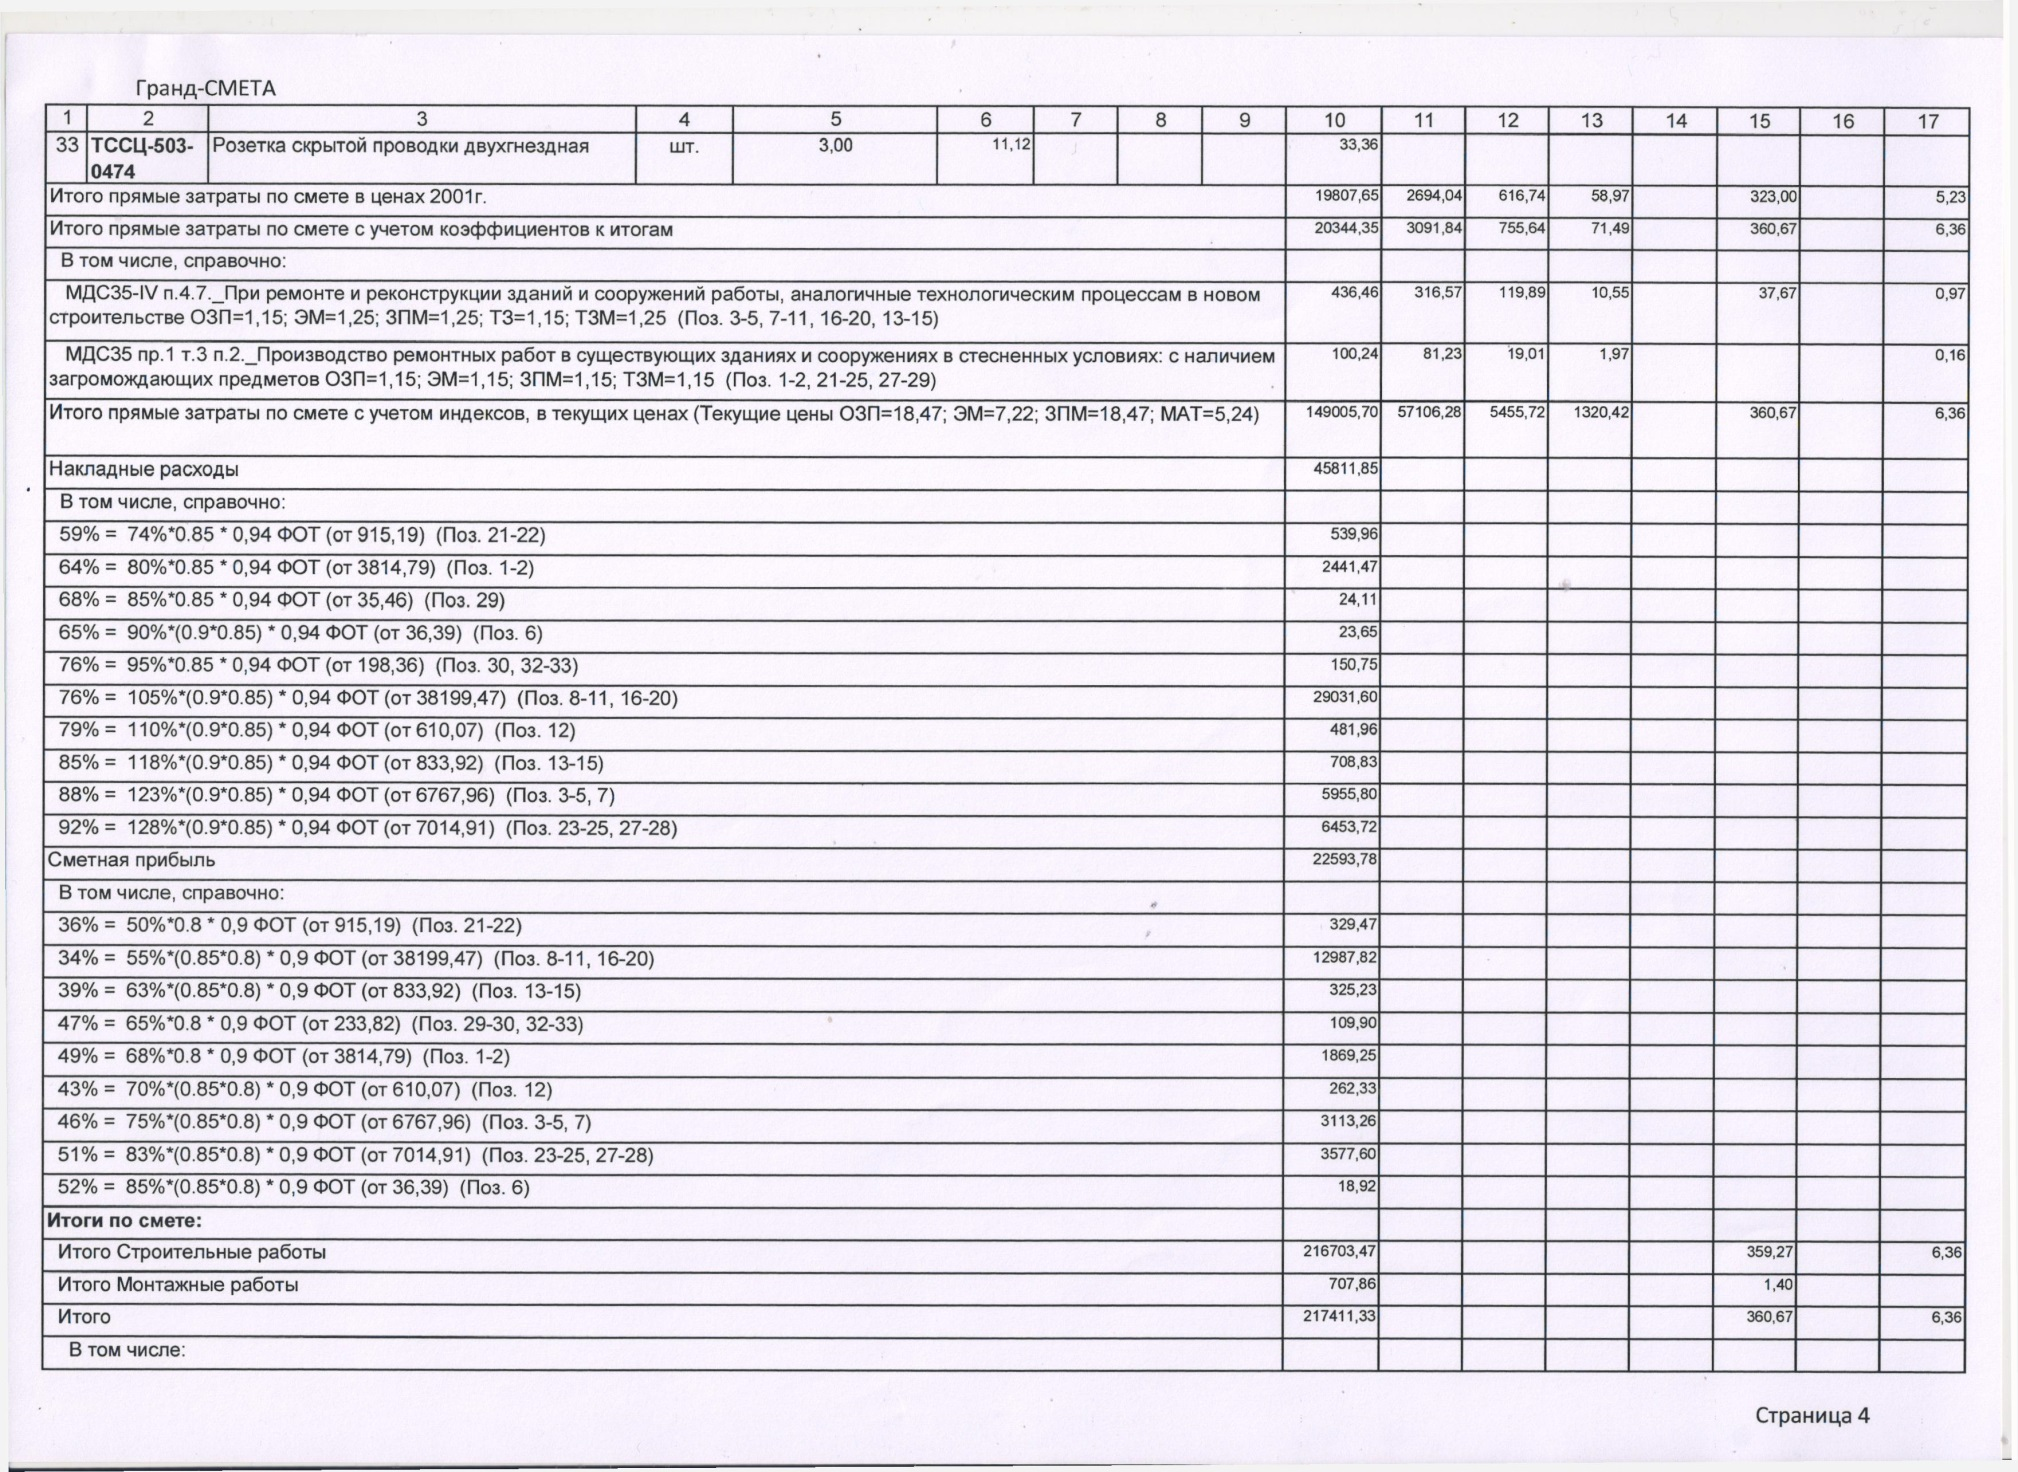 Гранд-СМЕТА
1 2 3 4 5 6 7 8 9 10 11 12 13 14 15 16 17
33 ТССЦ-503- Розетка скрытой проводки двухгнездная шт. 3,00 11,12 33,36
0474
Итого прямые затраты по смете в ценах 2001г. 19807,65 2694,04 616,74 58,97 323,00 5,23
Итого прямые затраты по смете с учетом коэффициентов к итогам 20344,35 3091,84 755,64 71,49 360,67 6,36
В том числе, справочно:
МДС35-IV п.4.7._При ремонте и реконструкции зданий и сооружений работы, аналогичные технологическим процессам в новом 436,46 316,57 119,89 10,55 37,67 0,97
строительстве ОЗП=1,15; ЭМ=1,25; ЗПМ=1,25; ТЗ=1,15; ТЗМ=1,25 (Поз. 3-5, 7-11, 16-20, 13-15)
МДС35 пр.1 т.3 п.2._Производство ремонтных работ в существующих зданиях и сооружениях в стесненных условиях: с наличием 100,24 81,23 19,01 1,97 0,16
загромождающих предметов ОЗП=1,15; ЭМ=1,15; ЗПМ=1,15; ТЗМ=1,15 (Поз. 1-2, 21-25, 27-29)
Итого прямые затраты по смете с учетом индексов, в текущих ценах (Текущие цены ОЗП=18,47; ЭМ=7,22; ЗПМ=18,47; МАТ=5,24) 149005,70 57106,28 5455,72 1320,42 360,67 6,36
Накладные расходы 45811,85
В том числе, справочно:
59% = 74%*0.85 * 0,94 ФОТ (от 915,19) (Поз. 21-22) 539,96
64% = 80%*0.85 * 0,94 ФОТ (от 3814,79) (Поз. 1-2) 2441,47
68% = 85%*0.85 * 0,94 ФОТ (от 35,46) (Поз. 29) 24,11
65% = 90%*(0.9*0.85) * 0,94 ФОТ (от 36,39) (Поз. 6) 23,65
76% = 95%*0.85 * 0,94 ФОТ (от 198,36) (Поз. 30, 32-33) 150,75
76% = 105%*(0.9*0.85) * 0,94 ФОТ (от 38199,47) (Поз. 8-11, 16-20) 29031,60
79% = 110%*(0.9*0.85) * 0,94 ФОТ (от 610,07) (Поз. 12) 481,96
85% = 118%*(0.9*0.85) * 0,94 ФОТ (от 833,92) (Поз. 13-15) 708,83
88% = 123%*(0.9*0.85) * 0,94 ФОТ (от 6767,96) (Поз. 3-5, 7) 5955,80
92% = 128%*(0.9*0.85) * 0,94 ФОТ (от 7014,91) (Поз. 23-25, 27-28) 6453,72
Сметная прибыль 22593,78
В том числе, справочно:
36% = 50%*0.8 * 0,9 ФОТ (от 915,19) (Поз. 21-22) 329,47
34% = 55%*(0.85*0.8) * 0,9 ФОТ (от 38199,47) (Поз. 8-11, 16-20) 12987,82
39% = 63%*(0.85*0.8) * 0,9 ФОТ (от 833,92) (Поз. 13-15) 325,23
47% = 65%*0.8 * 0,9 ФОТ (от 233,82) (Поз. 29-30, 32-33) 109,90
49% = 68%*0.8 * 0,9 ФОТ (от 3814,79) (Поз. 1-2) 1869,25
43% = 70%*(0.85*0.8) * 0,9 ФОТ (от 610,07) (Поз. 12) 262,33
46% = 75%*(0.85*0.8) * 0,9 ФОТ (от 6767,96) (Поз. 3-5, 7) 3113,26
51% = 83%*(0.85*0.8) * 0,9 ФОТ (от 7014,91) (Поз. 23-25, 27-28) 3577,60
52% = 85%*(0.85*0.8) * 0,9 ФОТ (от 36,39) (Поз. 6) 18,92
Итоги по смете:
Итого Строительные работы 216703,47 359,27 6,36
Итого Монтажные работы 707,86 1,40
Итого 217411,33 360,67 6,36
В том числе:
Страница 4